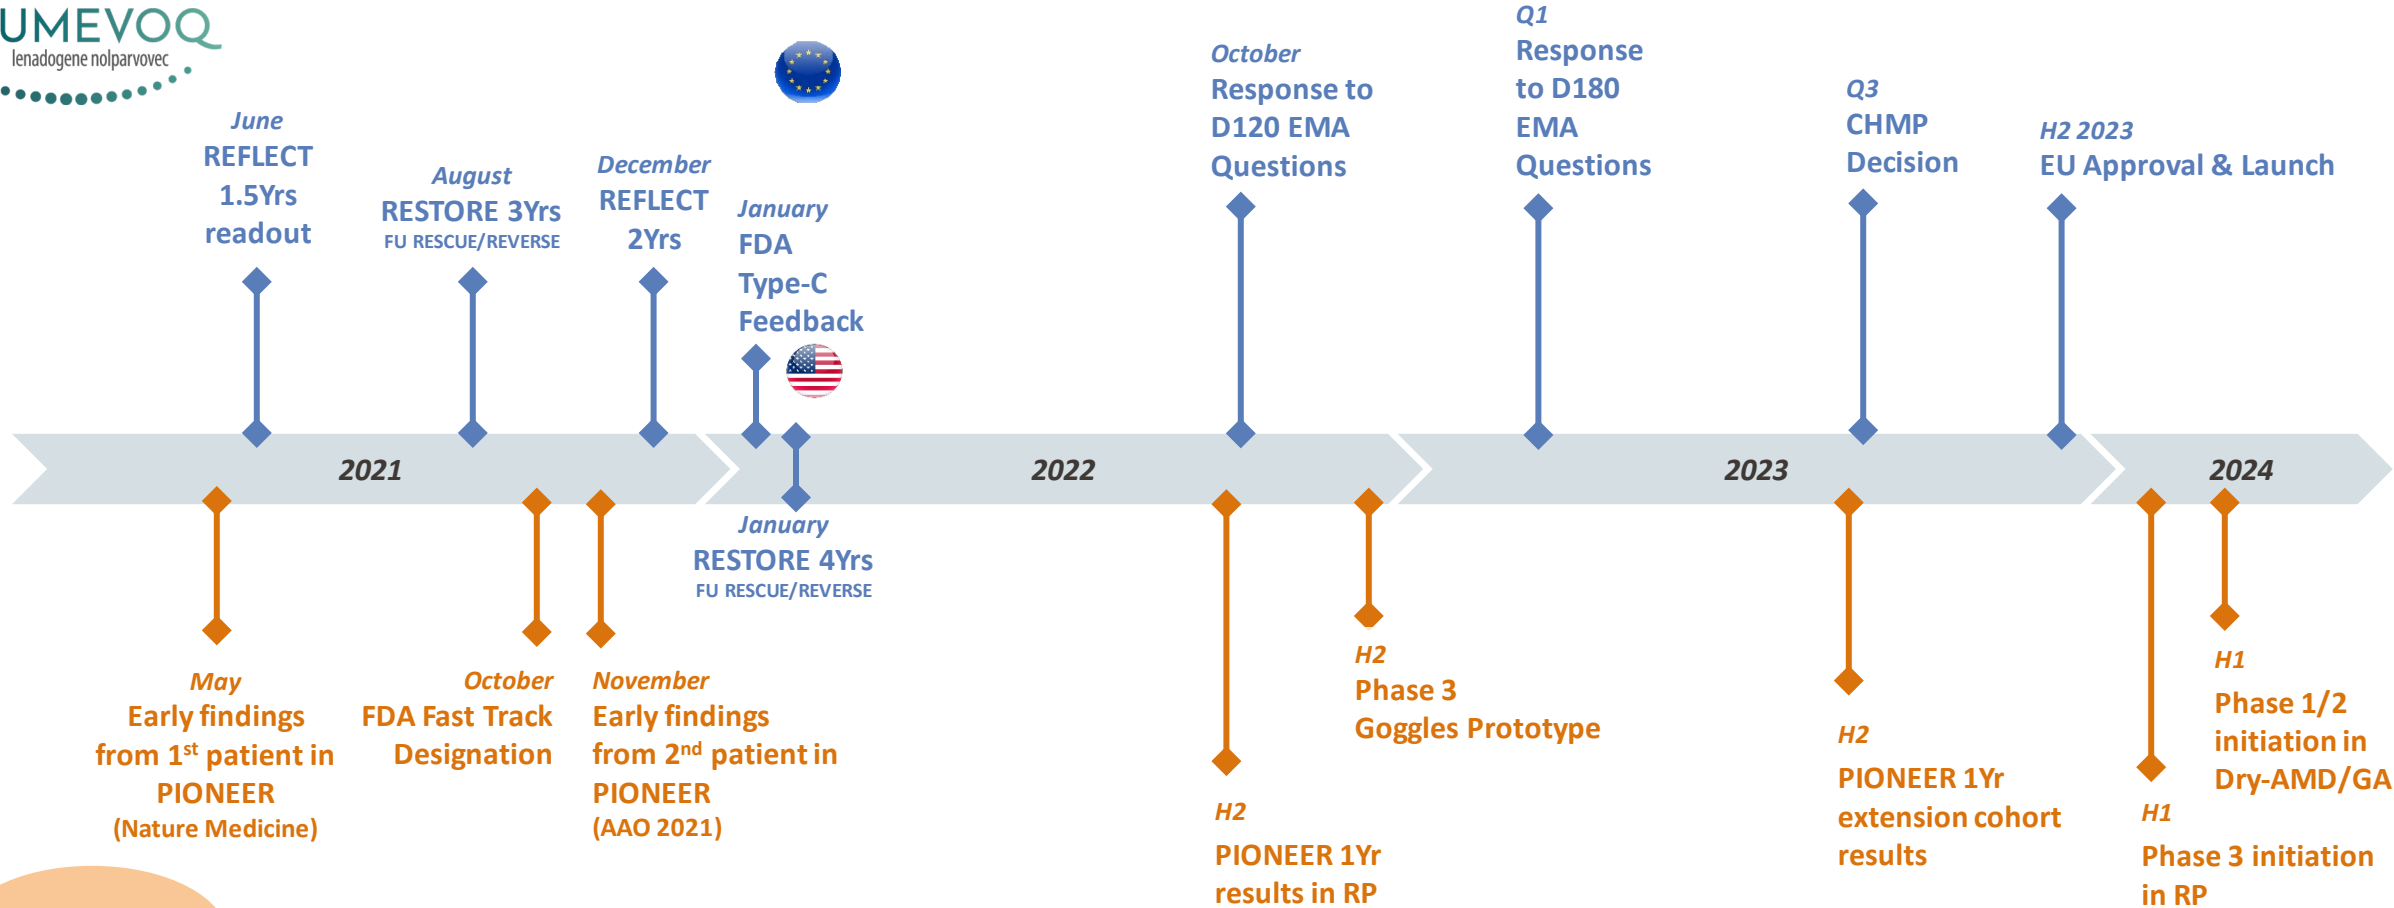 UMEVOQ
lenadogene nolparvovec
June
REFLECT
1.5Yrs
readout
August
RESTORE 3Yrs
FU RESCUE/REVERSE
December
REFLECT
2Yrs
January
FDA
Type-C
Feedback
October
Response to
D120 EMA
Questions
Q1
Response
to D180
EMA
Questions
Q3
CHMP
Decision
H2 2023
EU Approval & Launch
2021
2022
2023
2024
May
Early findings
from 1st patient in
PIONEER
(Nature Medicine)
October
FDA Fast Track
Designation
November
Early findings
from 2nd patient in
PIONEER
(AAO 2021)
January
RESTORE 4Yrs
FU RESCUE/REVERSE
H2
PIONEER 1Yr
results in RP
H2
Phase 3
Goggles Prototype
H2
PIONEER 1Yr
extension cohort
results
H1
Phase 3 initiation
in RP
H1
Phase 1/2
initiation in
Dry-AMD/GA